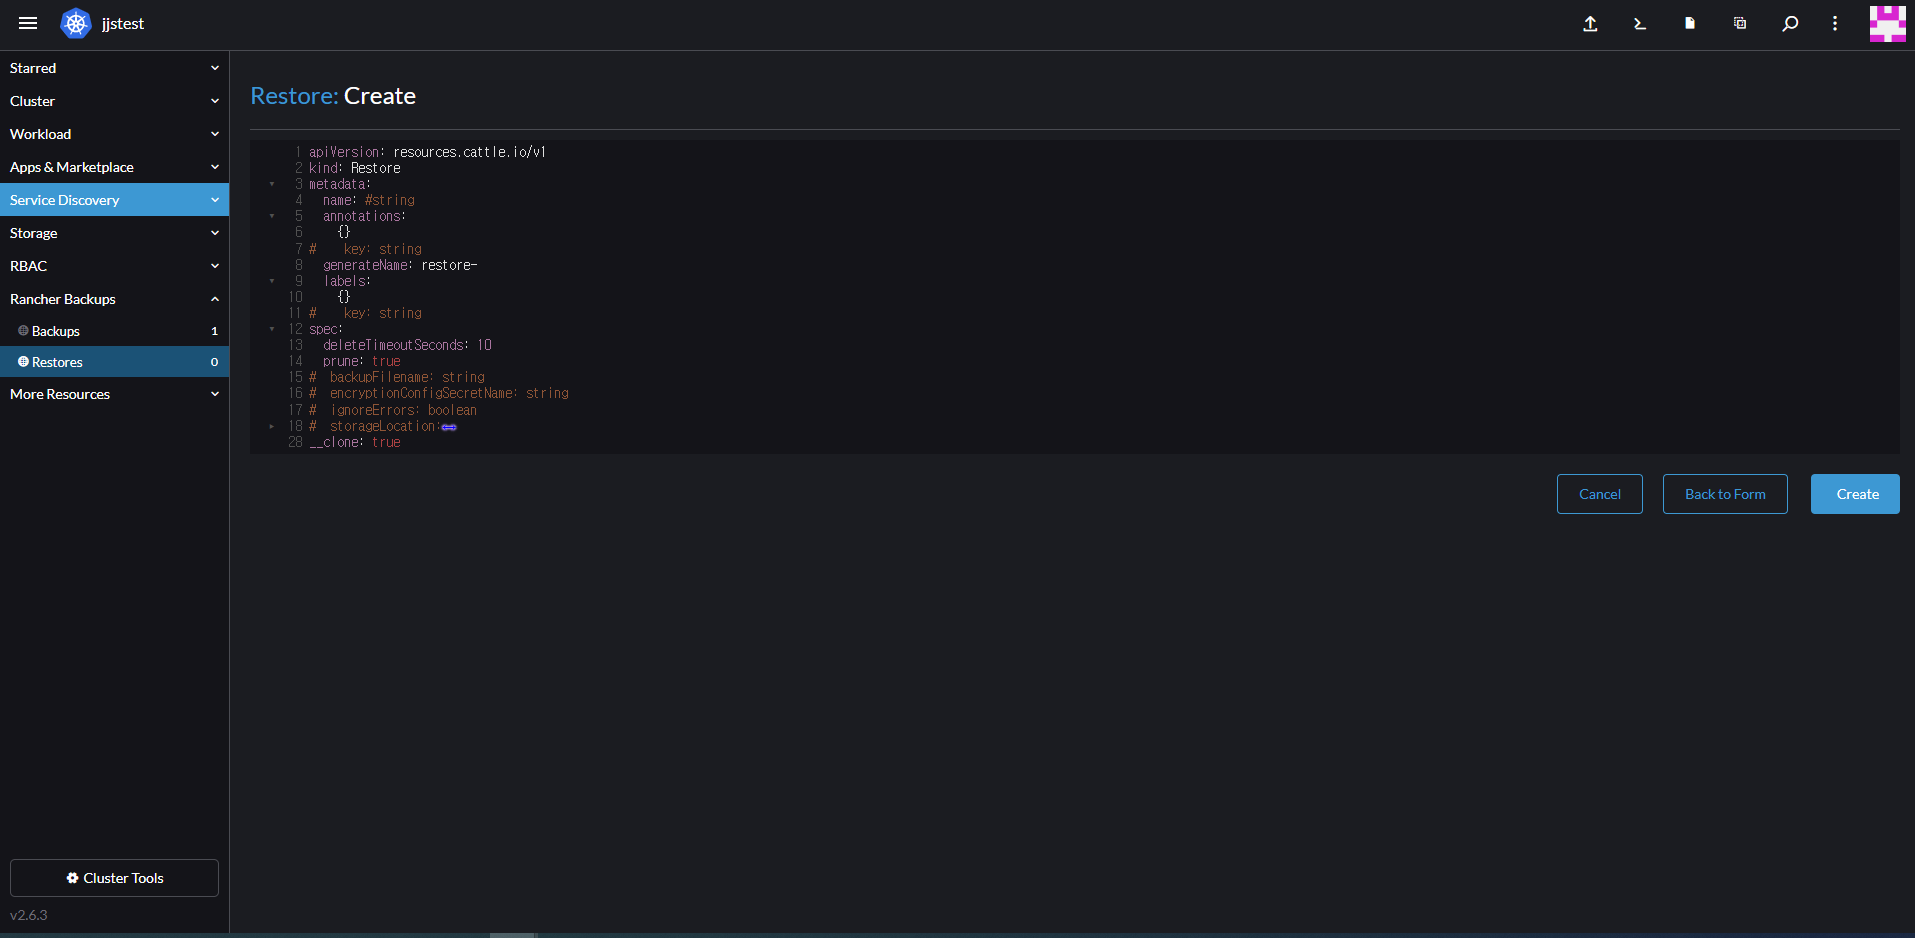 jjstest
Starred
Cluster
Workload
Apps & Marketplace
Service Discovery
Storage
RBAC
Rancher Backups
Backups 1
Restores 0
More Resources
Cluster Tools
v2.6.3
Restore: Create
1 apiVersion: resources.cattle.io/v1
2 kind: Restore
3 metadata:
4 name: #string
5 annotations:
6 {}
7 # key: string
8 generateName: restore-
9 labels:
10 {}
11 # key: string
12 spec:
13 deleteTimeoutSeconds: 10
14 prune: true
15 # backupFilename: string
16 # encryptionConfigSecretName: string
17 # ignoreErrors: boolean
18 # storageLocation:
28 __clone: true
Cancel
Back to Form
Create